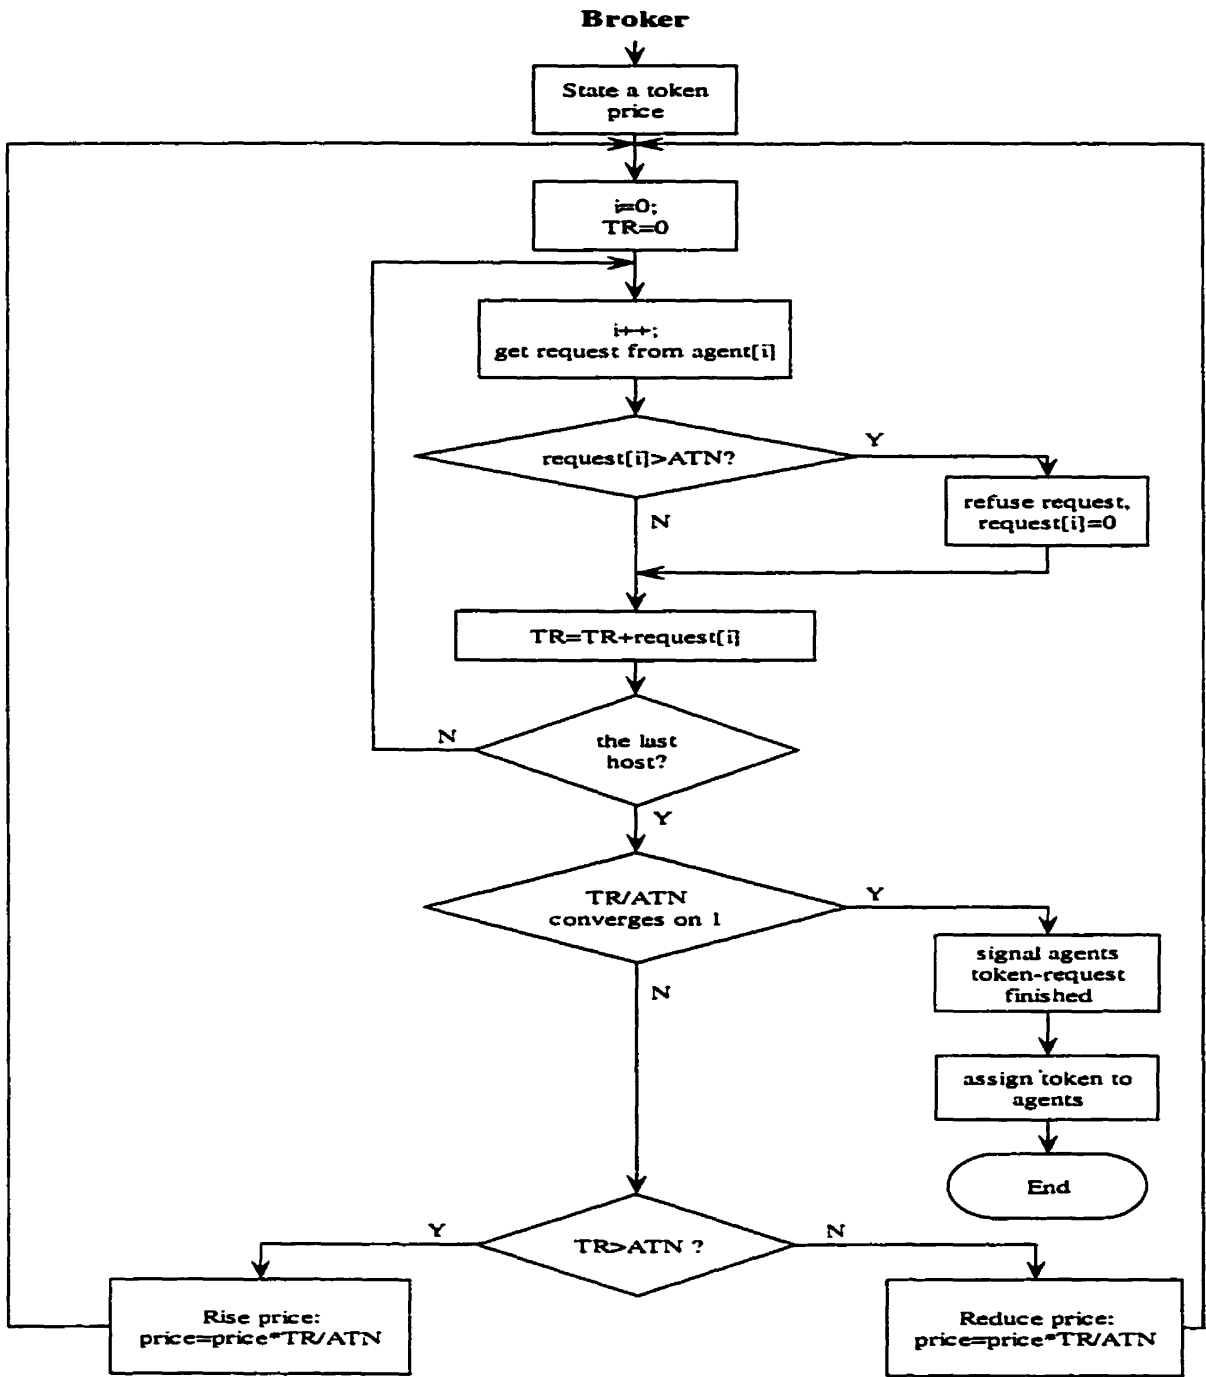 Broker
State a token
price
i=0;
TR=0
i++;
get request from agent[i]
request[i]>ATN?
Y
refuse request,
request[i]=0
N
TR=TR+request[i]
the last
host?
N
Y
TR/ATN
converges on 1
Y
signal agents
token-request
finished
N
assign token to
agents
End
TR>ATN ?
Y
N
Rise price:
price=price*TR/ATN
Reduce price:
price=price*TR/ATN